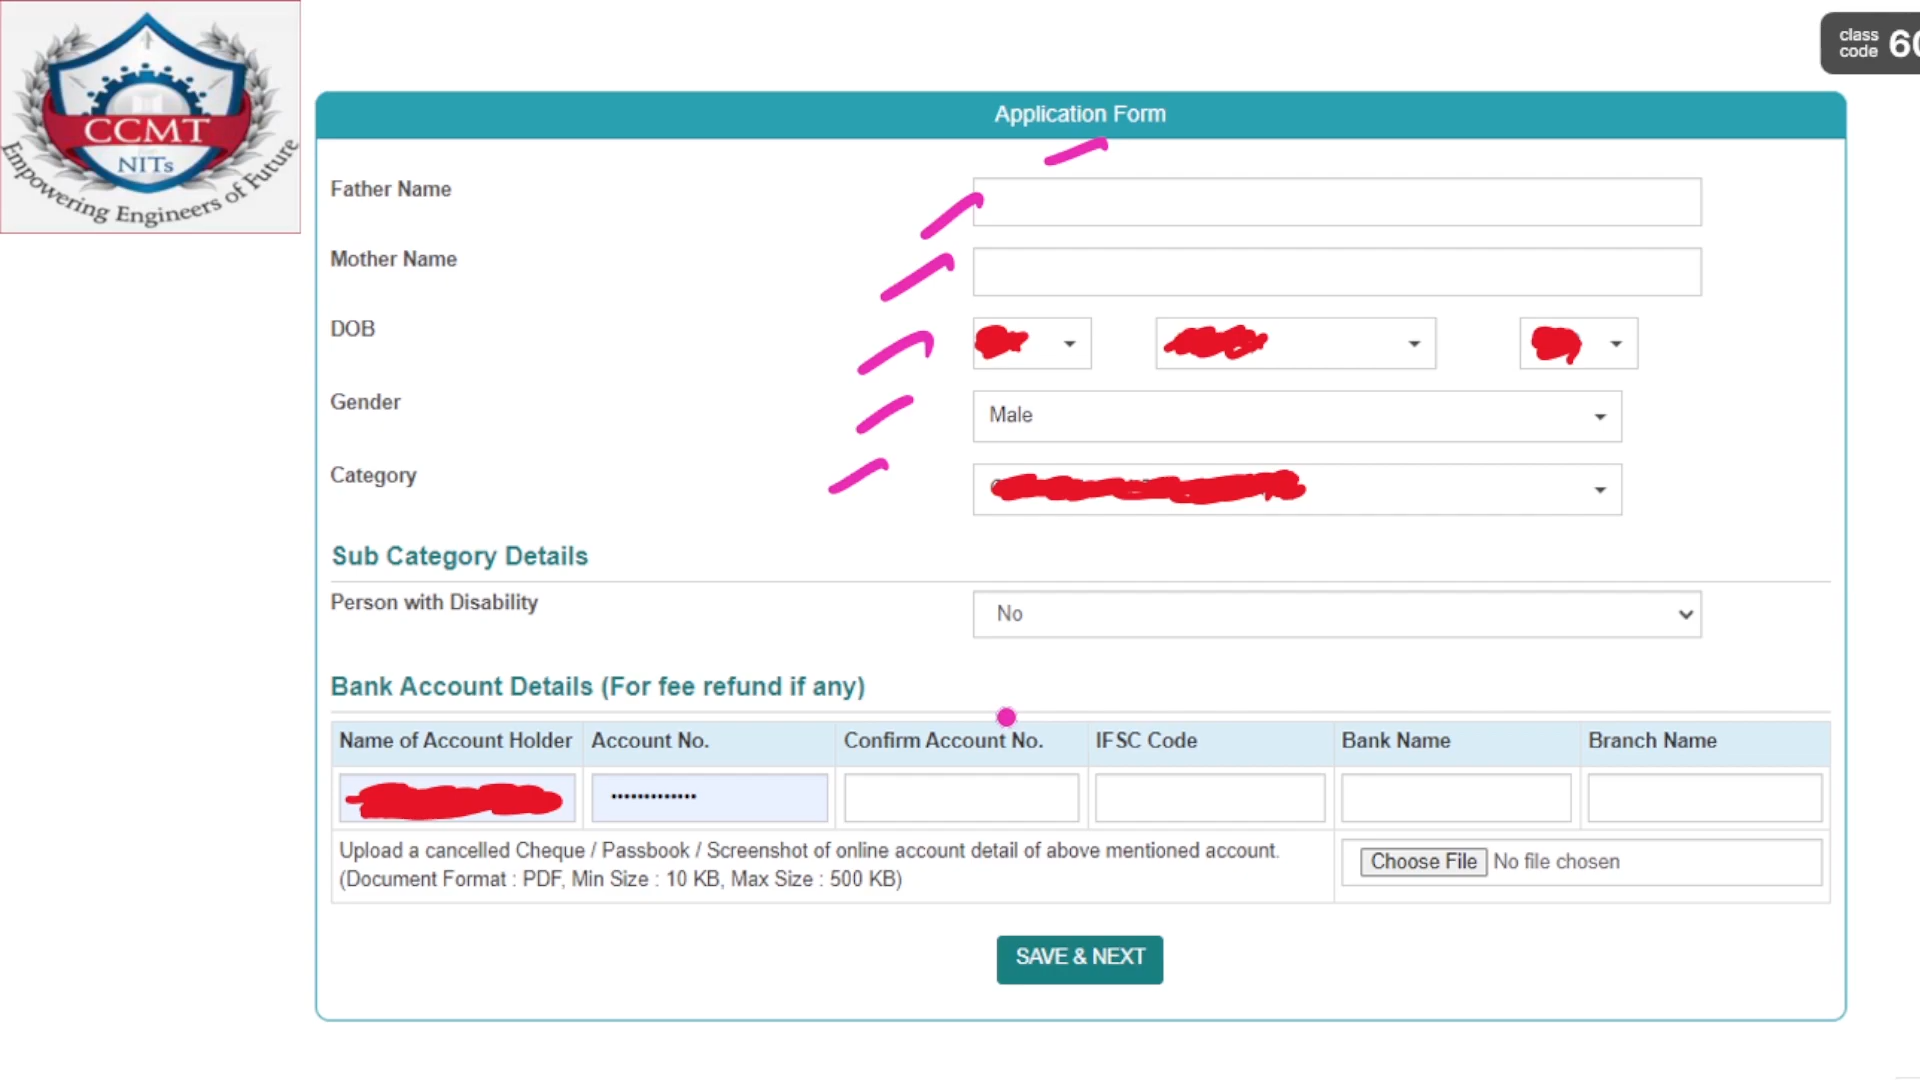 CCMT
NITs
Empowering Engineers of Future
class
code
Application Form
Father Name
Mother Name
DOB
Gender
Male
Category
Sub Category Details
Person with Disability
No
Bank Account Details (For fee refund if any)
Name of Account Holder Account No. Confirm Account No. IFSC Code Bank Name Branch Name
Upload a cancelled Cheque / Passbook / Screenshot of online account detail of above mentioned account.
(Document Format : PDF, Min Size : 10 KB, Max Size : 500 KB)
Choose File No file chosen
SAVE & NEXT